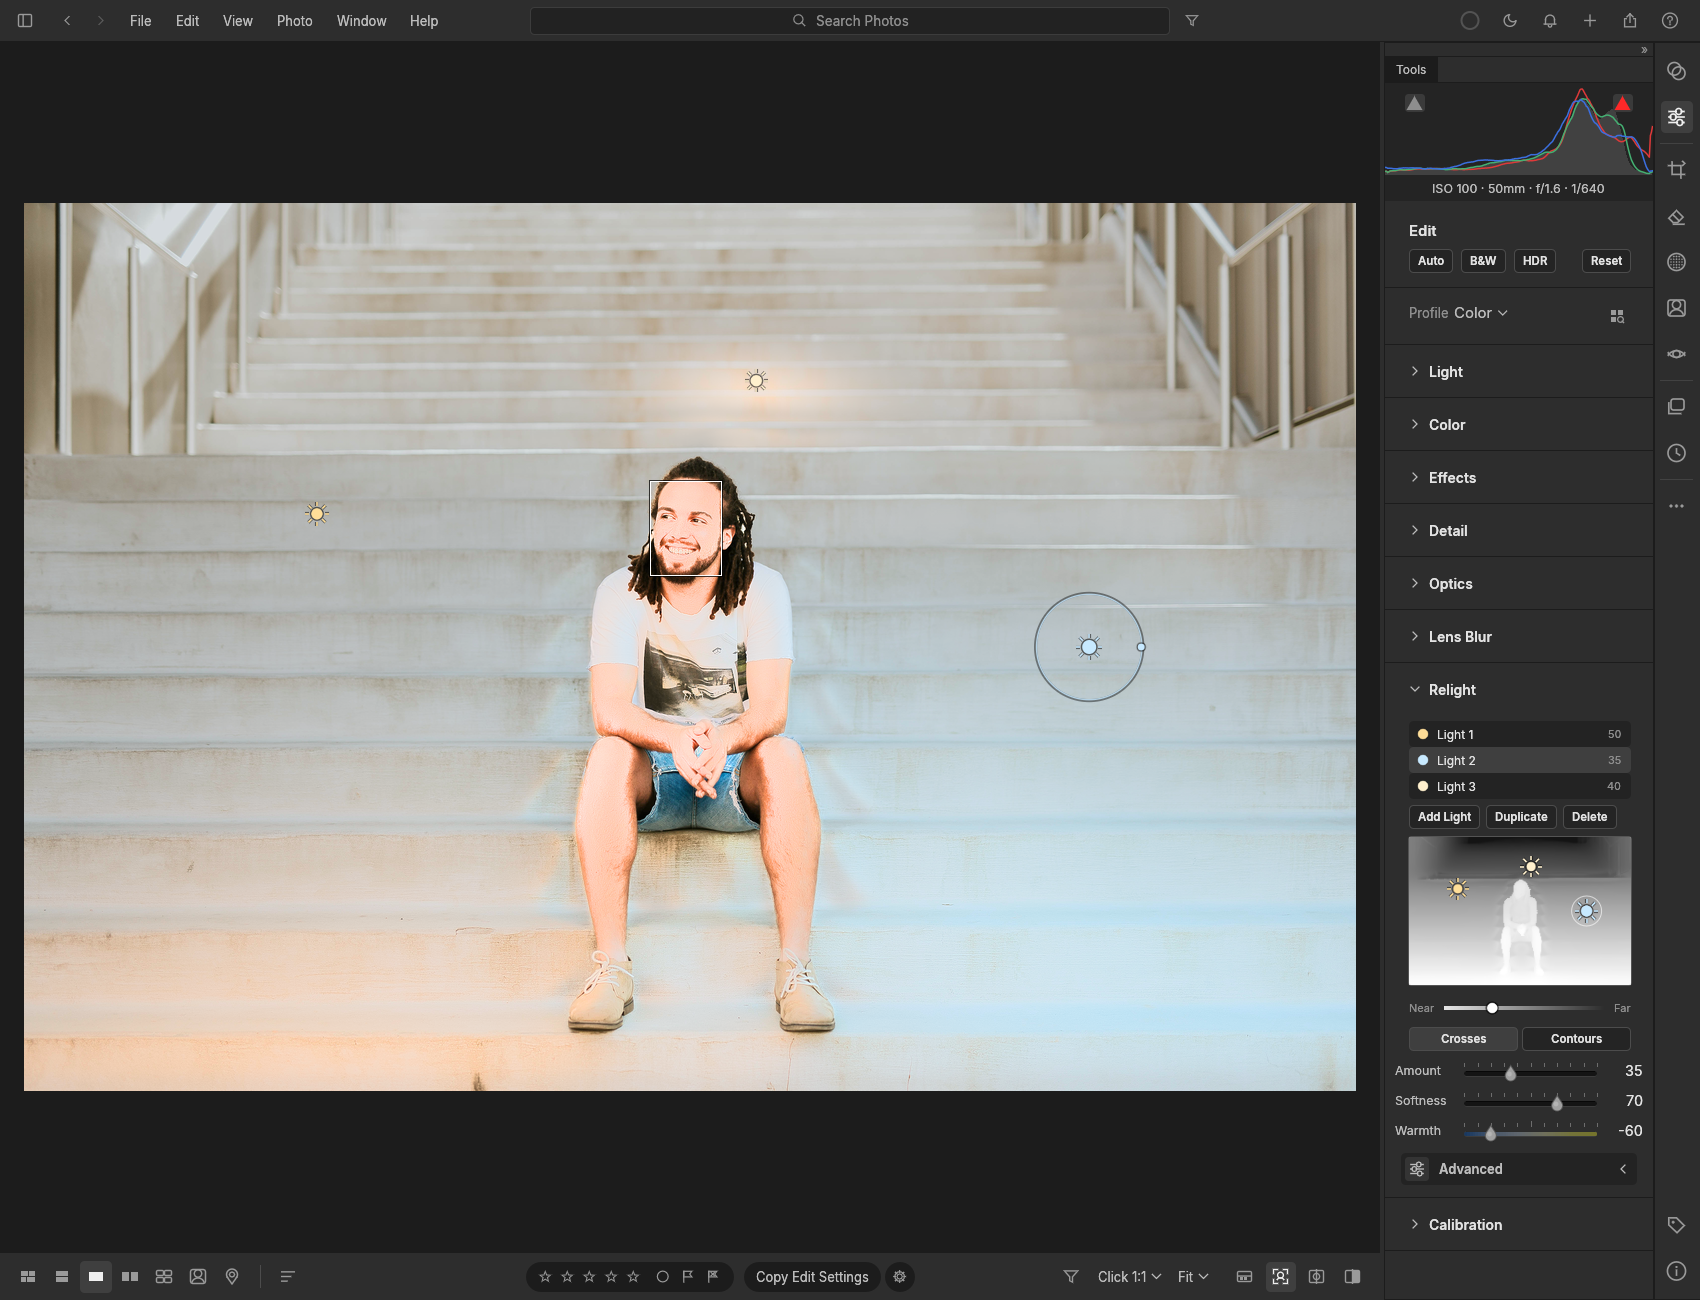 File Edit View Photo Window Help
Search Photos
Tools
ISO 100 · 50mm · f/1.6 · 1/640
Edit
Auto B&W HDR Reset
Profile Color
Light
Color
Effects
Detail
Optics
Lens Blur
Relight
Light 1 50
Light 2 35
Light 3 40
Add Light Duplicate Delete
Near Far
Crosses Contours
Amount 35
Softness 70
Warmth -60
Advanced
Calibration
Copy Edit Settings
Click 1:1 Fit